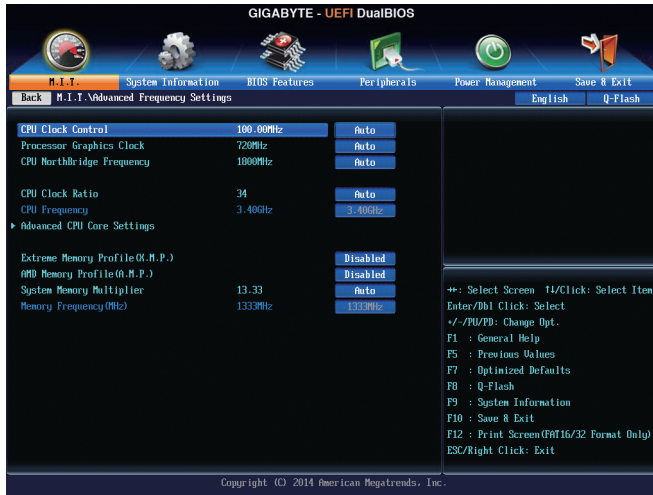 GIGABYTE - UEFI DualBIOS
M.I.T. System Information BIOS Features Peripherals Power Management Save & Exit
Back M.I.T.\Advanced Frequency Settings English Q-Flash
CPU Clock Control 100.00MHz Auto
Processor Graphics Clock 720MHz Auto
CPU NorthBridge Frequency 1800MHz Auto
CPU Clock Ratio 34 Auto
CPU Frequency 3.40GHz 3.40GHz
Advanced CPU Core Settings
Extreme Memory Profile(X.M.P.) Disabled
AMD Memory Profile(A.M.P.) Disabled
System Memory Multiplier 13.33 Auto
Memory Frequency(MHz) 1333MHz 1333MHz
→←: Select Screen ↑↓/Click: Select Item
Enter/Dbl Click: Select
+/-/PU/PD: Change Opt.
F1 : General Help
F5 : Previous Values
F7 : Optimized Defaults
F8 : Q-Flash
F9 : System Information
F10 : Save & Exit
F12 : Print Screen(FAT16/32 Format Only)
ESC/Right Click: Exit
Copyright (C) 2014 American Megatrends, Inc.